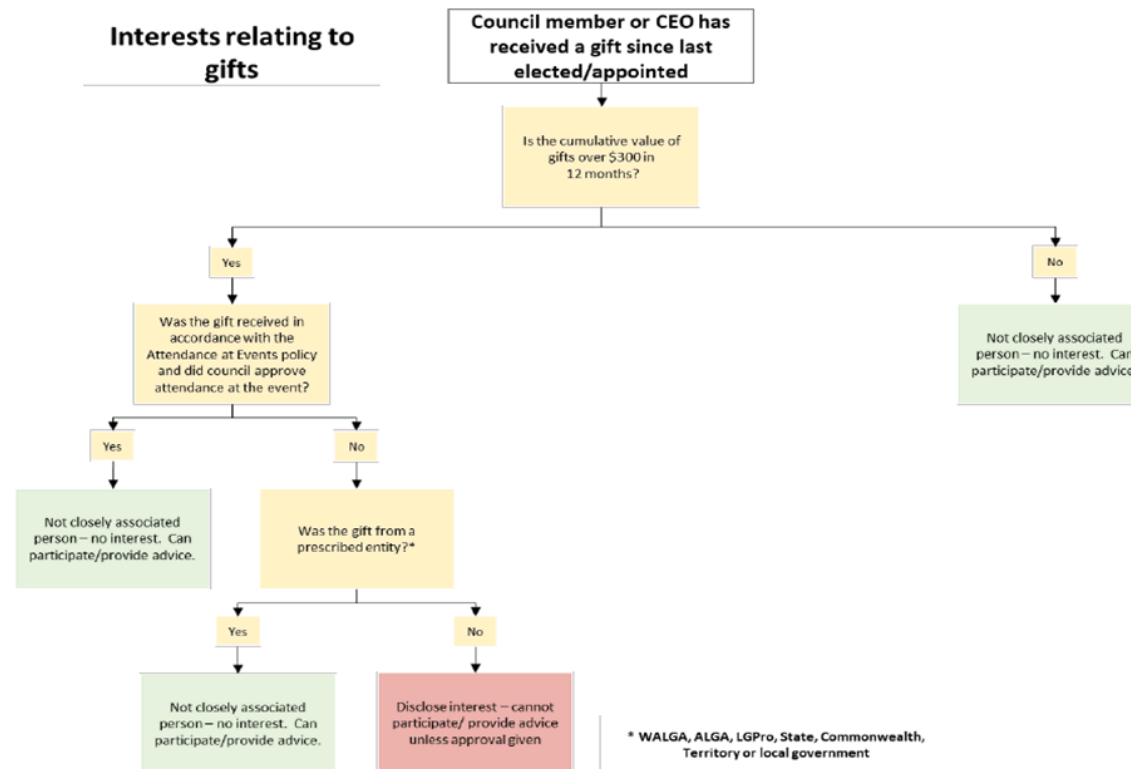 Interests relating to
gifts
Council member or CEO has
received a gift since last
elected/appointed
Is the cumulative value of
gifts over $300 in
12 months?
Yes
No
Was the gift received in
accordance with the
Attendance at Events policy
and did council approve
attendance at the event?
Not closely associated
person – no interest. Can
participate/provide advice
Yes
No
Not closely associated
person – no interest. Can
participate/provide advice.
Was the gift from a
prescribed entity?*
Yes
No
Not closely associated
person – no interest. Can
participate/provide advice.
Disclose interest – cannot
participate/ provide advice
unless approval given
* WALGA, ALGA, LGPro, State, Commonwealth,
Territory or local government